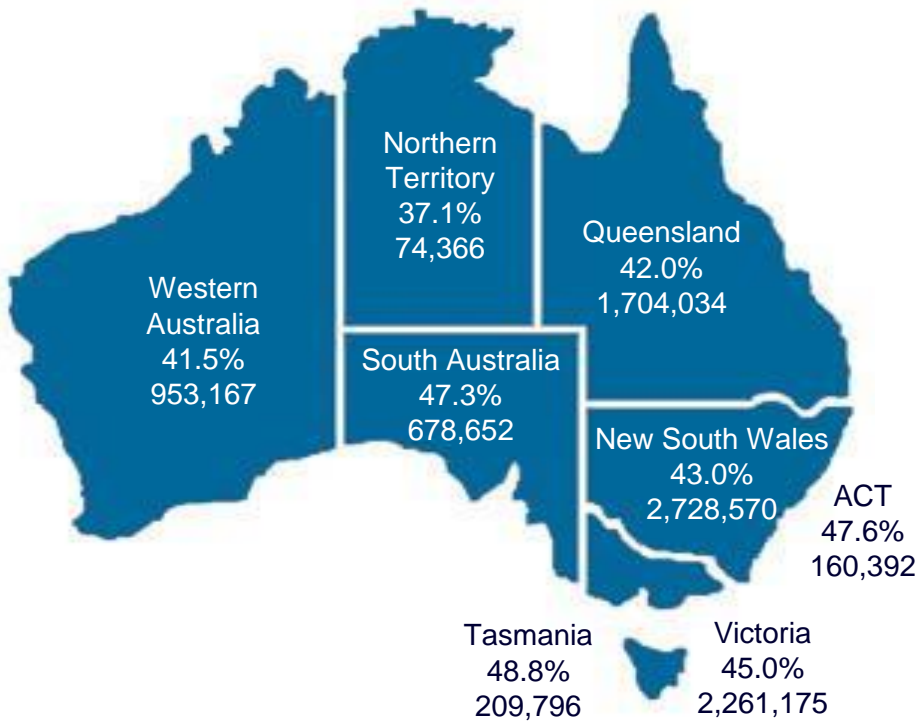 Northern
Territory
37.1%
74,366
Queensland
42.0%
1,704,034
Western
Australia
41.5%
953,167
South Australia
47.3%
678,652
New South Wales
43.0%
2,728,570
ACT
47.6%
160,392
Tasmania
48.8%
209,796
Victoria
45.0%
2,261,175